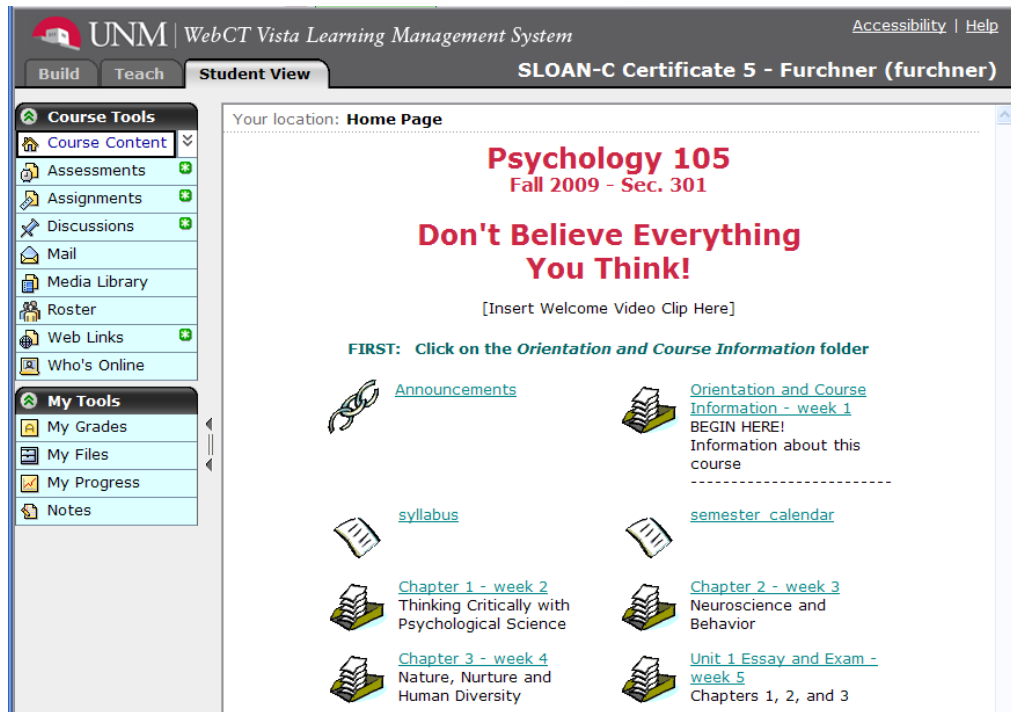 UNM | WebCT Vista Learning Management System
Accessibility | Help
Build
Teach
Student View
SLOAN-C Certificate 5 - Furchner (furchner)
Course Tools
Course Content
Assessments
Assignments
Discussions
Mail
Media Library
Roster
Web Links
Who's Online
My Tools
My Grades
My Files
My Progress
Notes
Your location: Home Page
Psychology 105
Fall 2009 - Sec. 301
Don't Believe Everything
You Think!
[Insert Welcome Video Clip Here]
FIRST: Click on the Orientation and Course Information folder
Announcements
Orientation and Course
Information - week 1
BEGIN HERE!
Information about this
course
-------------------------
syllabus
semester_calendar
Chapter 1 - week 2
Thinking Critically with
Psychological Science
Chapter 2 - week 3
Neuroscience and
Behavior
Chapter 3 - week 4
Nature, Nurture and
Human Diversity
Unit 1 Essay and Exam -
week 5
Chapters 1, 2, and 3